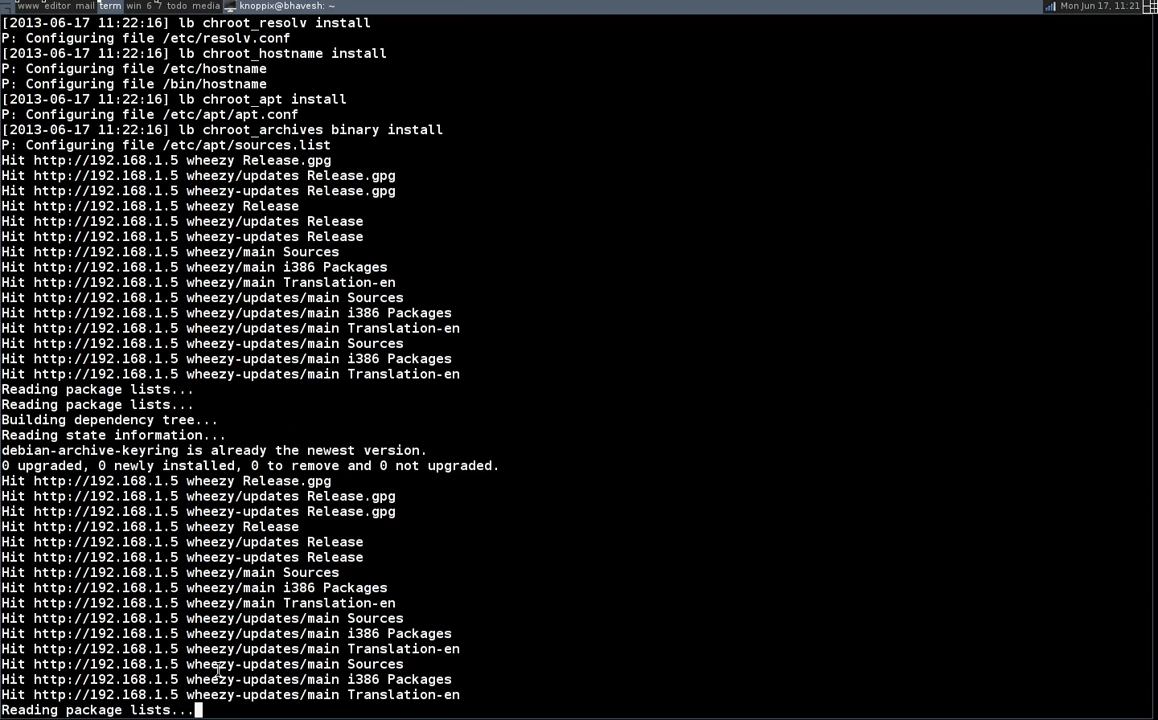 www editor mail term win 6 7 todo media knoppix@bhavesh: ~ Mon Jun 17, 11:21
[2013-06-17 11:22:16] lb chroot_resolv install
P: Configuring file /etc/resolv.conf
[2013-06-17 11:22:16] lb chroot_hostname install
P: Configuring file /etc/hostname
P: Configuring file /bin/hostname
[2013-06-17 11:22:16] lb chroot_apt install
P: Configuring file /etc/apt/apt.conf
[2013-06-17 11:22:16] lb chroot_archives binary install
P: Configuring file /etc/apt/sources.list
Hit http://192.168.1.5 wheezy Release.gpg
Hit http://192.168.1.5 wheezy/updates Release.gpg
Hit http://192.168.1.5 wheezy-updates Release.gpg
Hit http://192.168.1.5 wheezy Release
Hit http://192.168.1.5 wheezy/updates Release
Hit http://192.168.1.5 wheezy-updates Release
Hit http://192.168.1.5 wheezy/main Sources
Hit http://192.168.1.5 wheezy/main i386 Packages
Hit http://192.168.1.5 wheezy/main Translation-en
Hit http://192.168.1.5 wheezy/updates/main Sources
Hit http://192.168.1.5 wheezy/updates/main i386 Packages
Hit http://192.168.1.5 wheezy/updates/main Translation-en
Hit http://192.168.1.5 wheezy-updates/main Sources
Hit http://192.168.1.5 wheezy-updates/main i386 Packages
Hit http://192.168.1.5 wheezy-updates/main Translation-en
Reading package lists...
Reading package lists...
Building dependency tree...
Reading state information...
debian-archive-keyring is already the newest version.
0 upgraded, 0 newly installed, 0 to remove and 0 not upgraded.
Hit http://192.168.1.5 wheezy Release.gpg
Hit http://192.168.1.5 wheezy/updates Release.gpg
Hit http://192.168.1.5 wheezy-updates Release.gpg
Hit http://192.168.1.5 wheezy Release
Hit http://192.168.1.5 wheezy/updates Release
Hit http://192.168.1.5 wheezy-updates Release
Hit http://192.168.1.5 wheezy/main Sources
Hit http://192.168.1.5 wheezy/main i386 Packages
Hit http://192.168.1.5 wheezy/main Translation-en
Hit http://192.168.1.5 wheezy/updates/main Sources
Hit http://192.168.1.5 wheezy/updates/main i386 Packages
Hit http://192.168.1.5 wheezy/updates/main Translation-en
Hit http://192.168.1.5 wheezy-updates/main Sources
Hit http://192.168.1.5 wheezy-updates/main i386 Packages
Hit http://192.168.1.5 wheezy-updates/main Translation-en
Reading package lists...